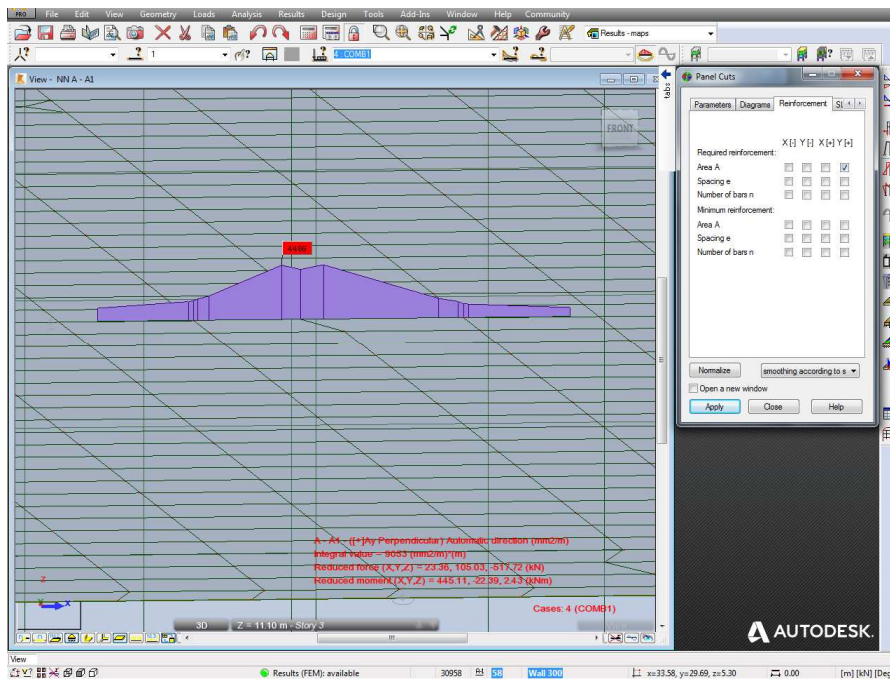 PRO File Edit View Geometry Loads Analysis Results Design Tools Add-Ins Window Help Community
Results - maps
1 4 : COMB1
View - NN A - A1
tabs
FRONT
4486
A - A1 - ([+]Ay Perpendicular) Automatic direction (mm2/m)
Integral value = 9053 (mm2/m)*(m)
Reduced force (X,Y,Z) = 23.36, 105.03, -517.72 (kN)
Reduced moment (X,Y,Z) = 445.11, -22.39, 2.43 (kNm)
Cases: 4 (COMB1)
Z
X
3D Z = 11.10 m - Story 3
Panel Cuts
Parameters Diagrams Reinforcement
X [-] Y [-] X [+] Y [+]
Required reinforcement:
Area A
Spacing e
Number of bars n
Minimum reinforcement:
Area A
Spacing e
Number of bars n
Normalize smoothing according to s
Open a new window
Apply Close Help
AUTODESK.
View
Results (FEM): available 30958 58 Wall 300 x=33.58, y=29.69, z=5.30 0.00 [m] [kN] [Deg